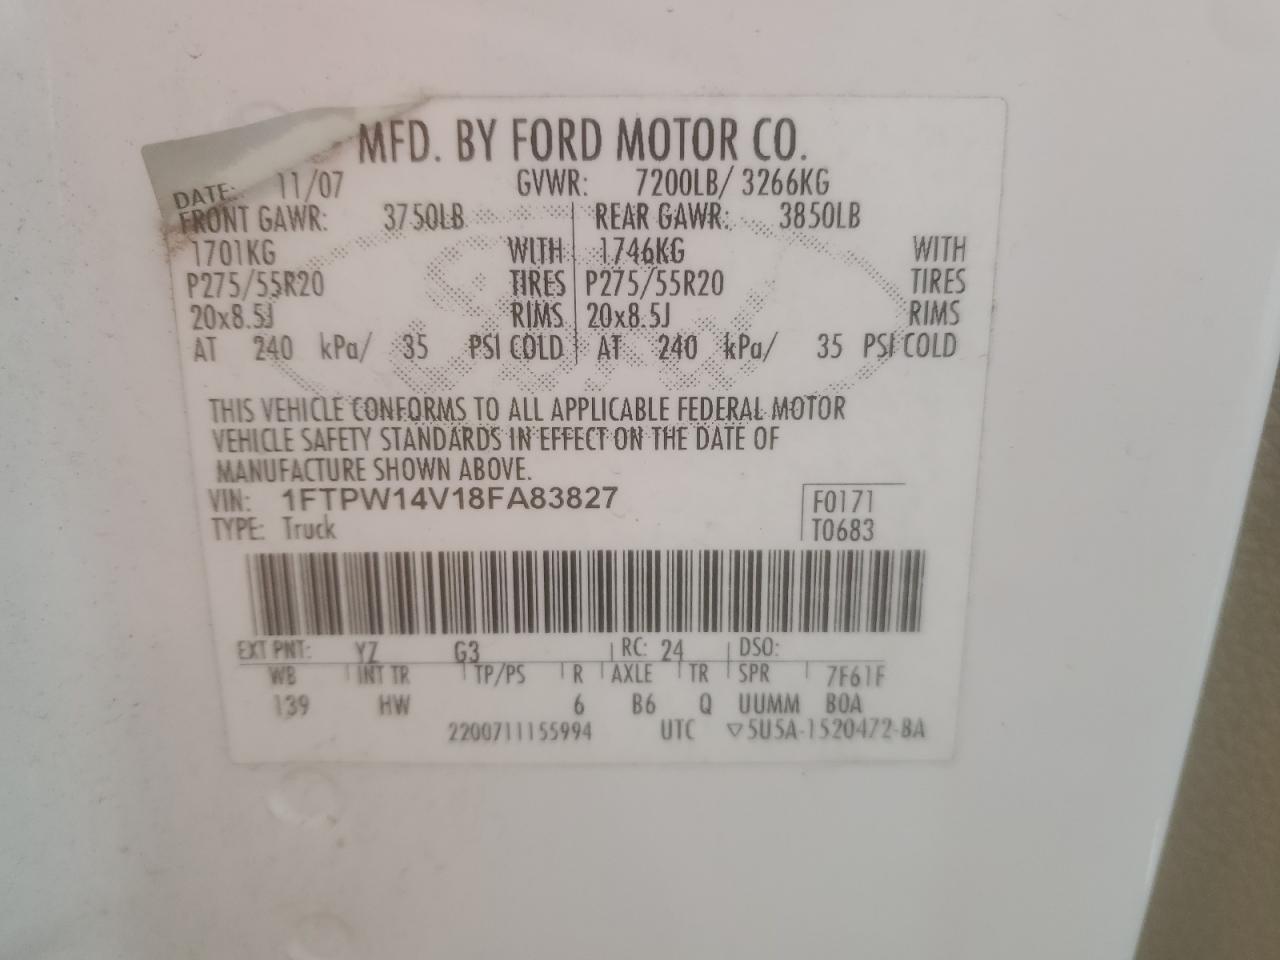 MFD. BY FORD MOTOR CO.
DATE: 11/07 GVWR: 7200LB/ 3266KG
FRONT GAWR: 3750LB REAR GAWR: 3850LB
1701KG WITH 1746KG WITH
P275/55R20 TIRES P275/55R20 TIRES
20x8.5J RIMS 20x8.5J RIMS
AT 240 kPa/ 35 PSI COLD AT 240 kPa/ 35 PSI COLD
THIS VEHICLE CONFORMS TO ALL APPLICABLE FEDERAL MOTOR
VEHICLE SAFETY STANDARDS IN EFFECT ON THE DATE OF
MANUFACTURE SHOWN ABOVE.
VIN: 1FTPW14V18FA83827 F0171
TYPE: Truck T0683
EXT PNT: YZ G3 RC: 24 DSO:
WB INT TR TP/PS R AXLE TR SPR 7F61F
139 HW 6 B6 Q UUMM BOA
2200711155994 UTC ▽5U5A-1520472-BA